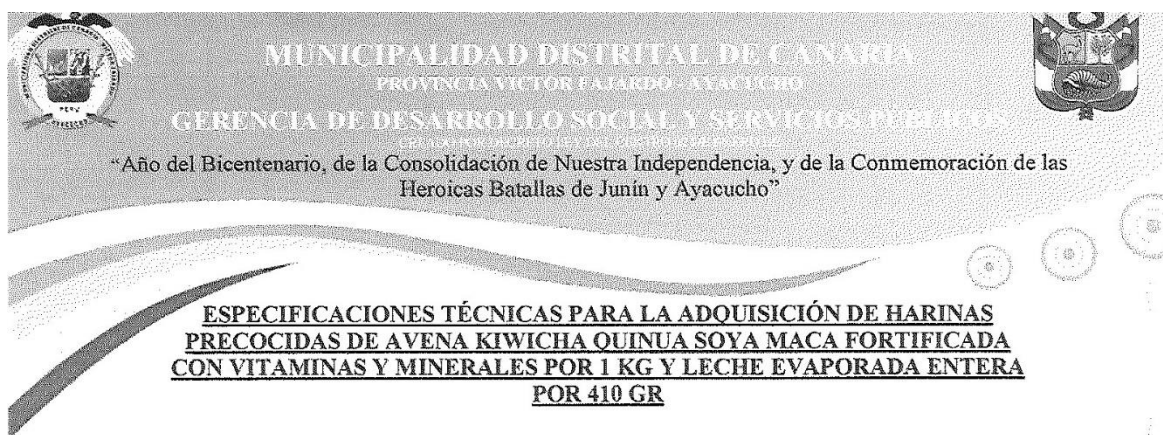 MUNICIPALIDAD DISTRITAL DE CANARIA
PROVINCIA VICTOR FAJARDO - AYACUCHO
GERENCIA DE DESARROLLO SOCIAL Y SERVICIOS PUBLICOS
“Año del Bicentenario, de la Consolidación de Nuestra Independencia, y de la Conmemoración de las
Heroicas Batallas de Junín y Ayacucho”
ESPECIFICACIONES TÉCNICAS PARA LA ADQUISICIÓN DE HARINAS
PRECOCIDAS DE AVENA KIWICHA QUINUA SOYA MACA FORTIFICADA
CON VITAMINAS Y MINERALES POR 1 KG Y LECHE EVAPORADA ENTERA
POR 410 GR